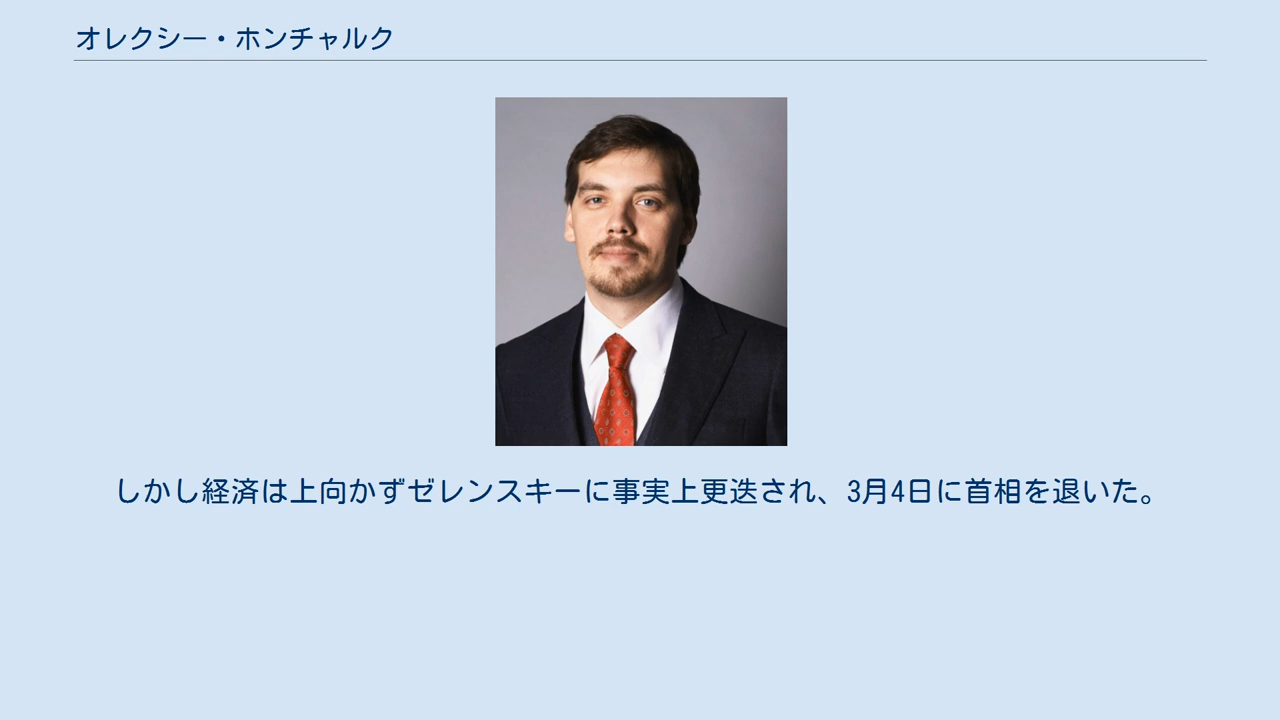 オレクシー・ホンチャルク
しかし経済は上向かずゼレンスキーに事実上更迭され、3月4日に首相を退いた。